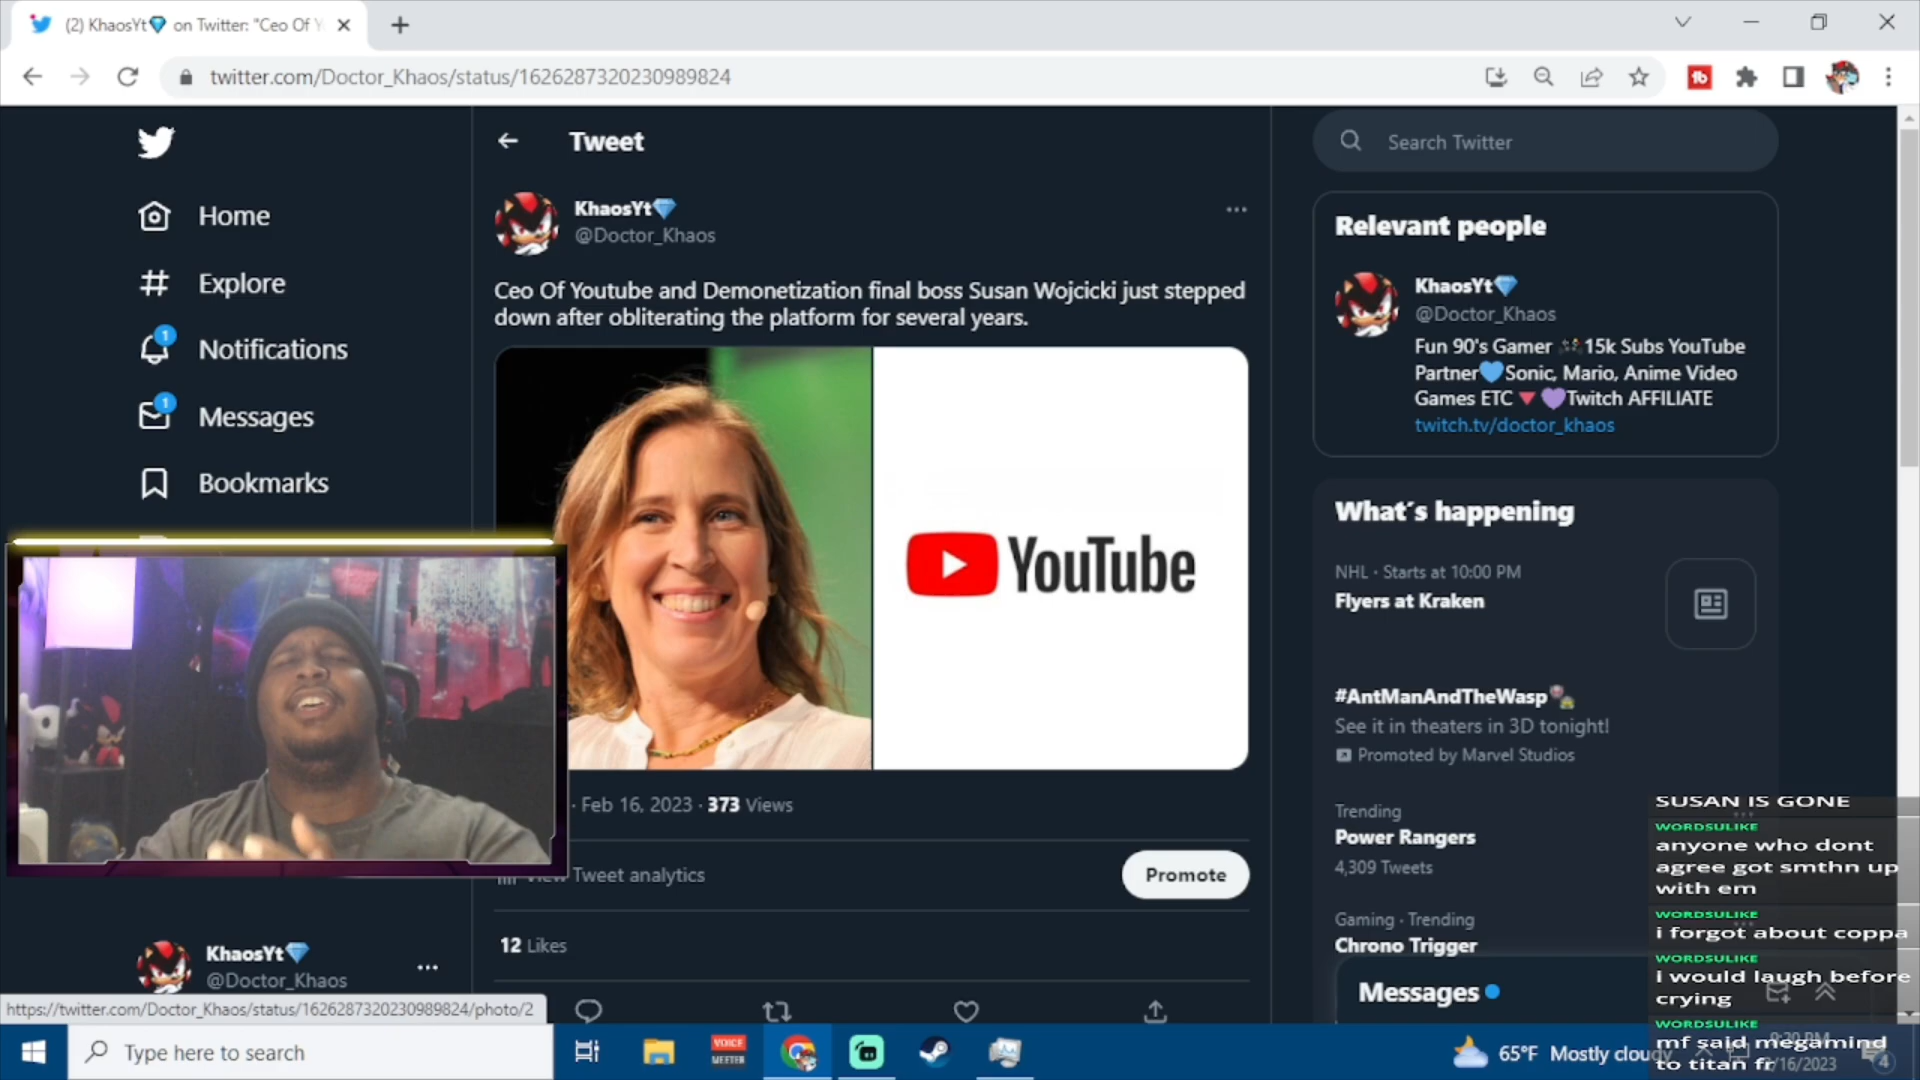 (2) KhaosYt💎 on Twitter: "Ceo Of Y
twitter.com/Doctor_Khaos/status/1626287320230989824
Home
Explore
Notifications
1
Messages
1
Bookmarks
KhaosYt💎
@Doctor_Khaos
Tweet
KhaosYt💎
@Doctor_Khaos
Ceo Of Youtube and Demonetization final boss Susan Wojcicki just stepped
down after obliterating the platform for several years.
YouTube
· Feb 16, 2023 · 373 Views
Tweet analytics
Promote
12 Likes
Search Twitter
Relevant people
KhaosYt💎
@Doctor_Khaos
Fun 90's Gamer 15k Subs YouTube
Partner💙Sonic, Mario, Anime Video
Games ETC🔻💜Twitch AFFILIATE
twitch.tv/doctor_khaos
What's happening
NHL · Starts at 10:00 PM
Flyers at Kraken
#AntManAndTheWasp
See it in theaters in 3D tonight!
Promoted by Marvel Studios
Trending
Power Rangers
4,309 Tweets
Gaming · Trending
Chrono Trigger
Messages
SUSAN IS GONE
WORDSULIKE
anyone who dont
agree got smthn up
with em
WORDSULIKE
i forgot about coppa
WORDSULIKE
i would laugh before
crying
WORDSULIKE
mf said megamind
to titan fr
https://twitter.com/Doctor_Khaos/status/1626287320230989824/photo/2
Type here to search
VOICE
MEETER
65°F Mostly cloudy
/16/2023
4